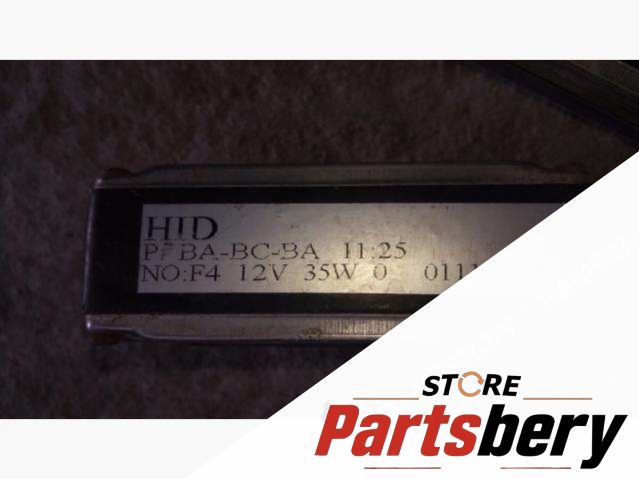 HID
BA-BC-BA 11:25
NO:F4 12V 35W 0
STORE
Partsbery